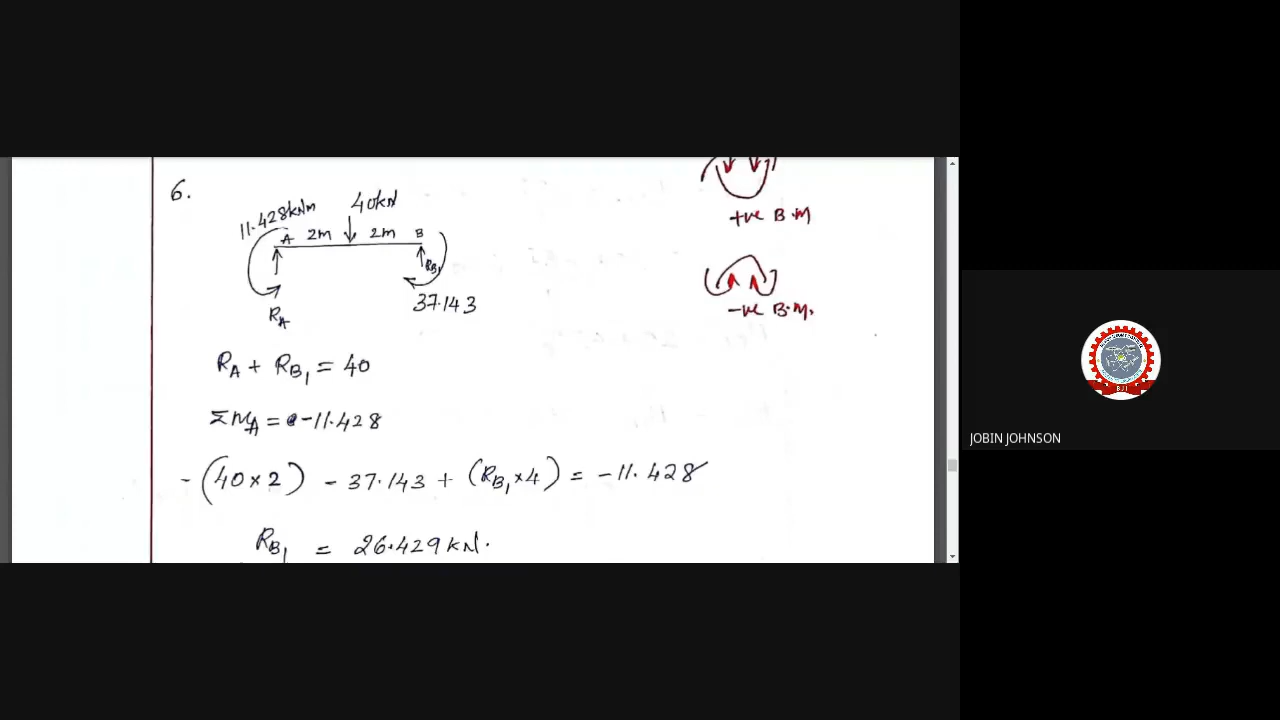 6.
11.428kNm
40kN
A 2m 2m B
RB1
RA
37.143
+ve B.M
-ve B.M.
RA + RB1 = 40
ΣMA = -11.428
- (40 × 2) - 37.143 + (RB1 × 4) = -11.428
RB1 = 26.429 kN.
JOBIN JOHNSON
BJI